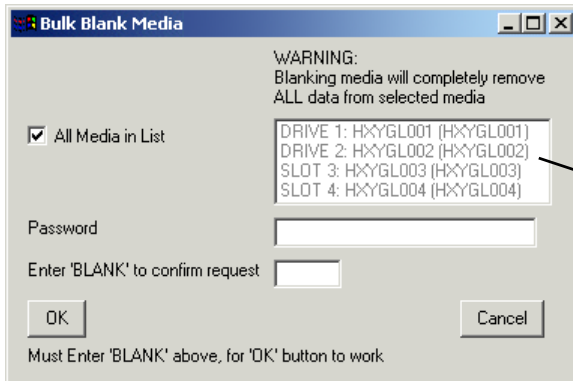 Bulk Blank Media
WARNING:
Blanking media will completely remove
ALL data from selected media
All Media in List
DRIVE 1: HXYGL001 (HXYGL001)
DRIVE 2: HXYGL002 (HXYGL002)
SLOT 3: HXYGL003 (HXYGL003)
SLOT 4: HXYGL004 (HXYGL004)
Password
Enter 'BLANK' to confirm request
OK
Cancel
Must Enter 'BLANK' above, for 'OK' button to work